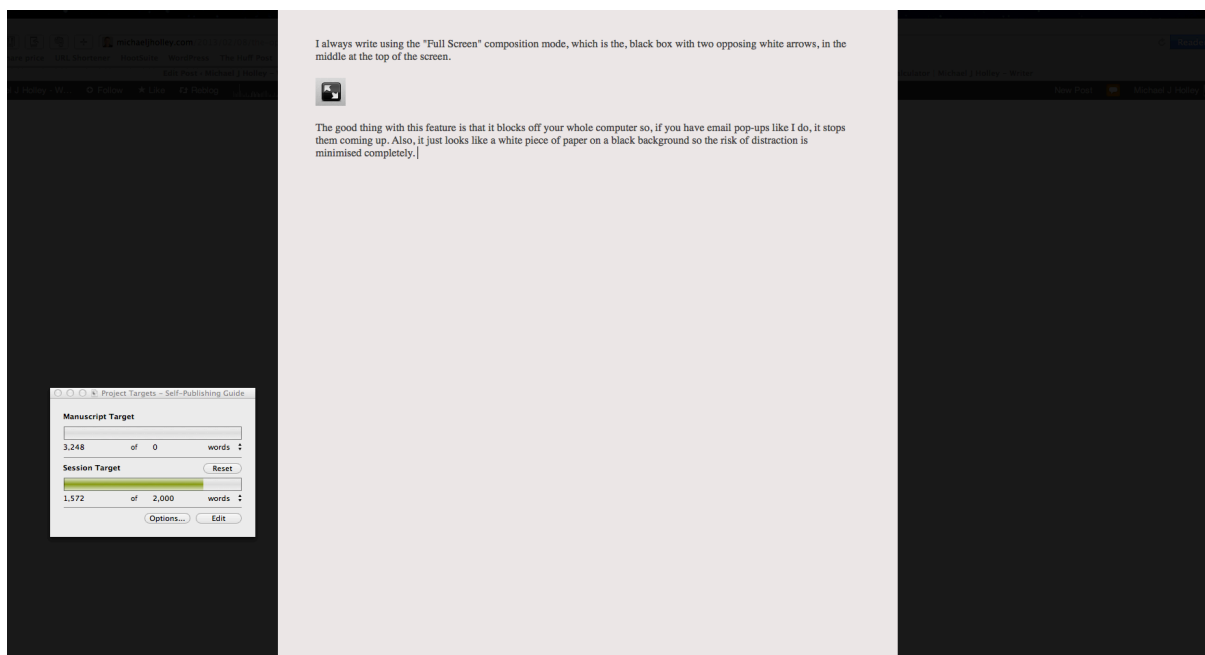 michaeljholley.com
I always write using the "Full Screen" composition mode, which is the, black box with two opposing white arrows, in the
middle at the top of the screen.
Follow
Like
Debug
New Post
Michael J Holley
The good thing with this feature is that it blocks off your whole computer so, if you have email pop-ups like I do, it stops
them coming up. Also, it just looks like a white piece of paper on a black background so the risk of distraction is
minimised completely.
Project Targets – Self-Publishing Guide
Manuscript Target
3,248 of 0 words
Session Target Reset
1,572 of 2,000 words
Options... Edit